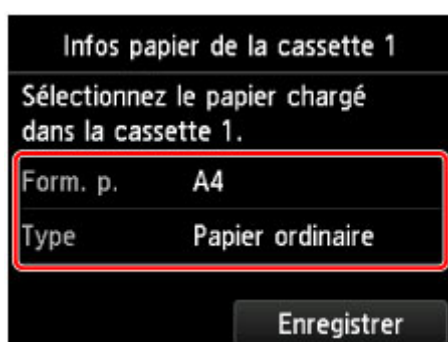 Infos papier de la cassette 1
Sélectionnez le papier chargé
dans la cassette 1.
Form. p. A4
Type Papier ordinaire
Enregistrer